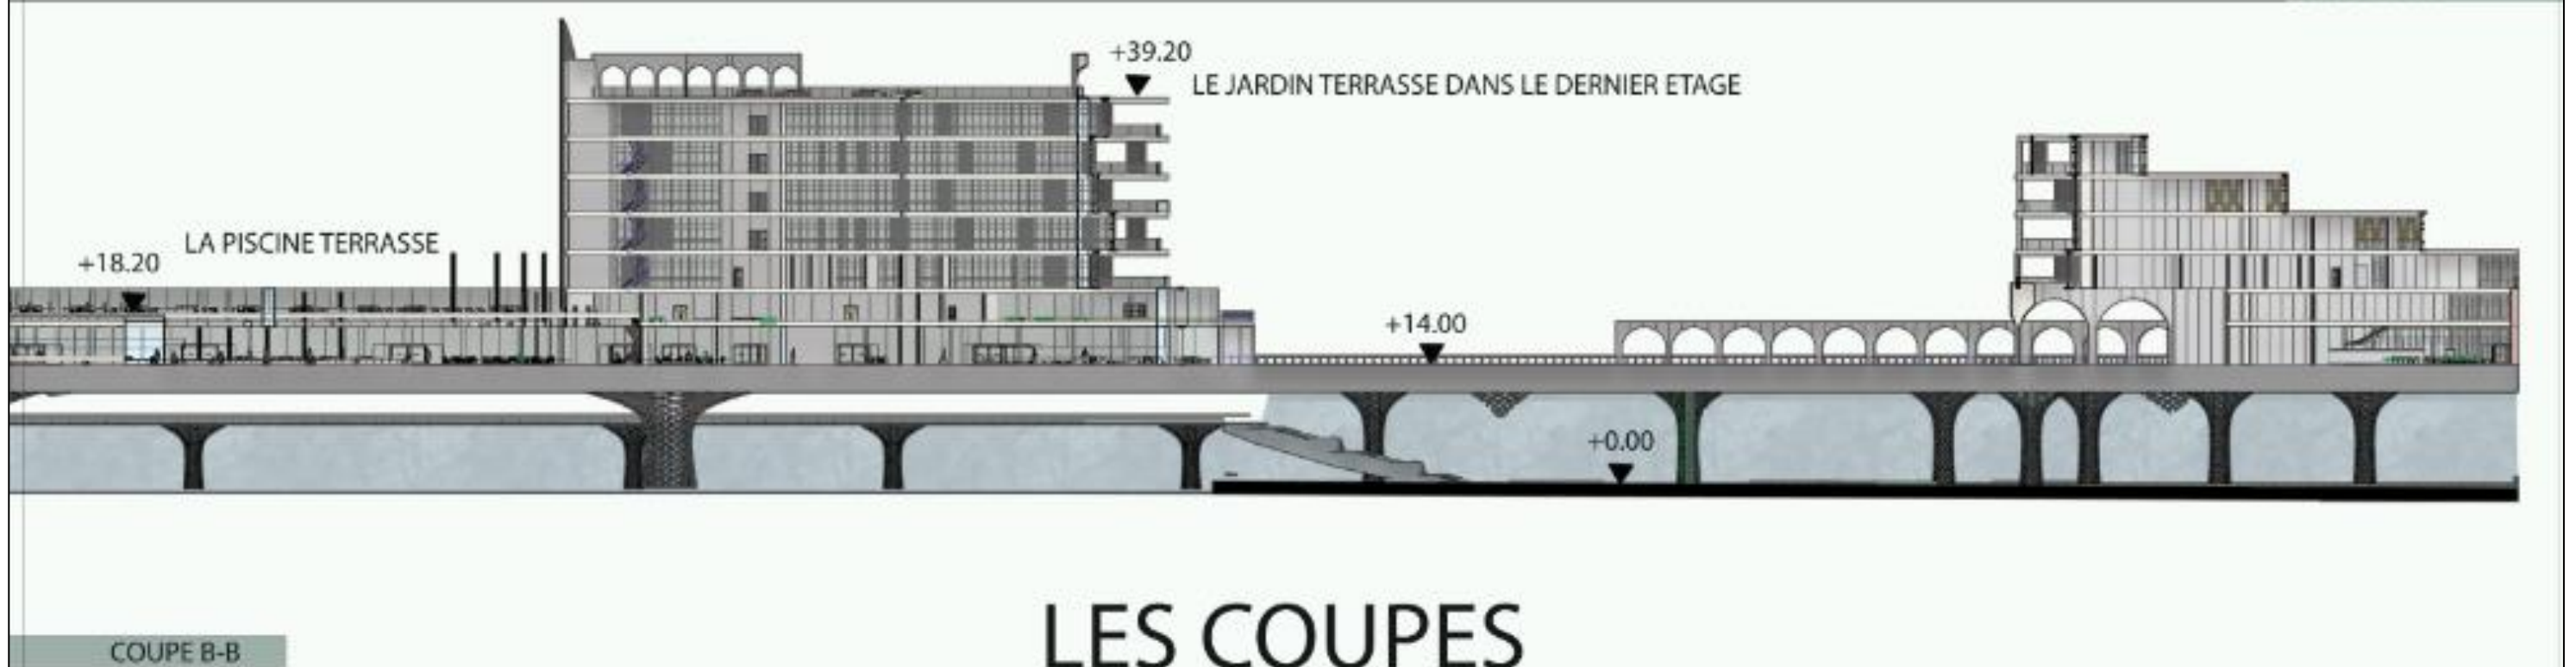 +39.20
LE JARDIN TERRASSE DANS LE DERNIER ETAGE
LA PISCINE TERRASSE
+18.20
+14.00
+0.00
LES COUPES
COUPE B-B